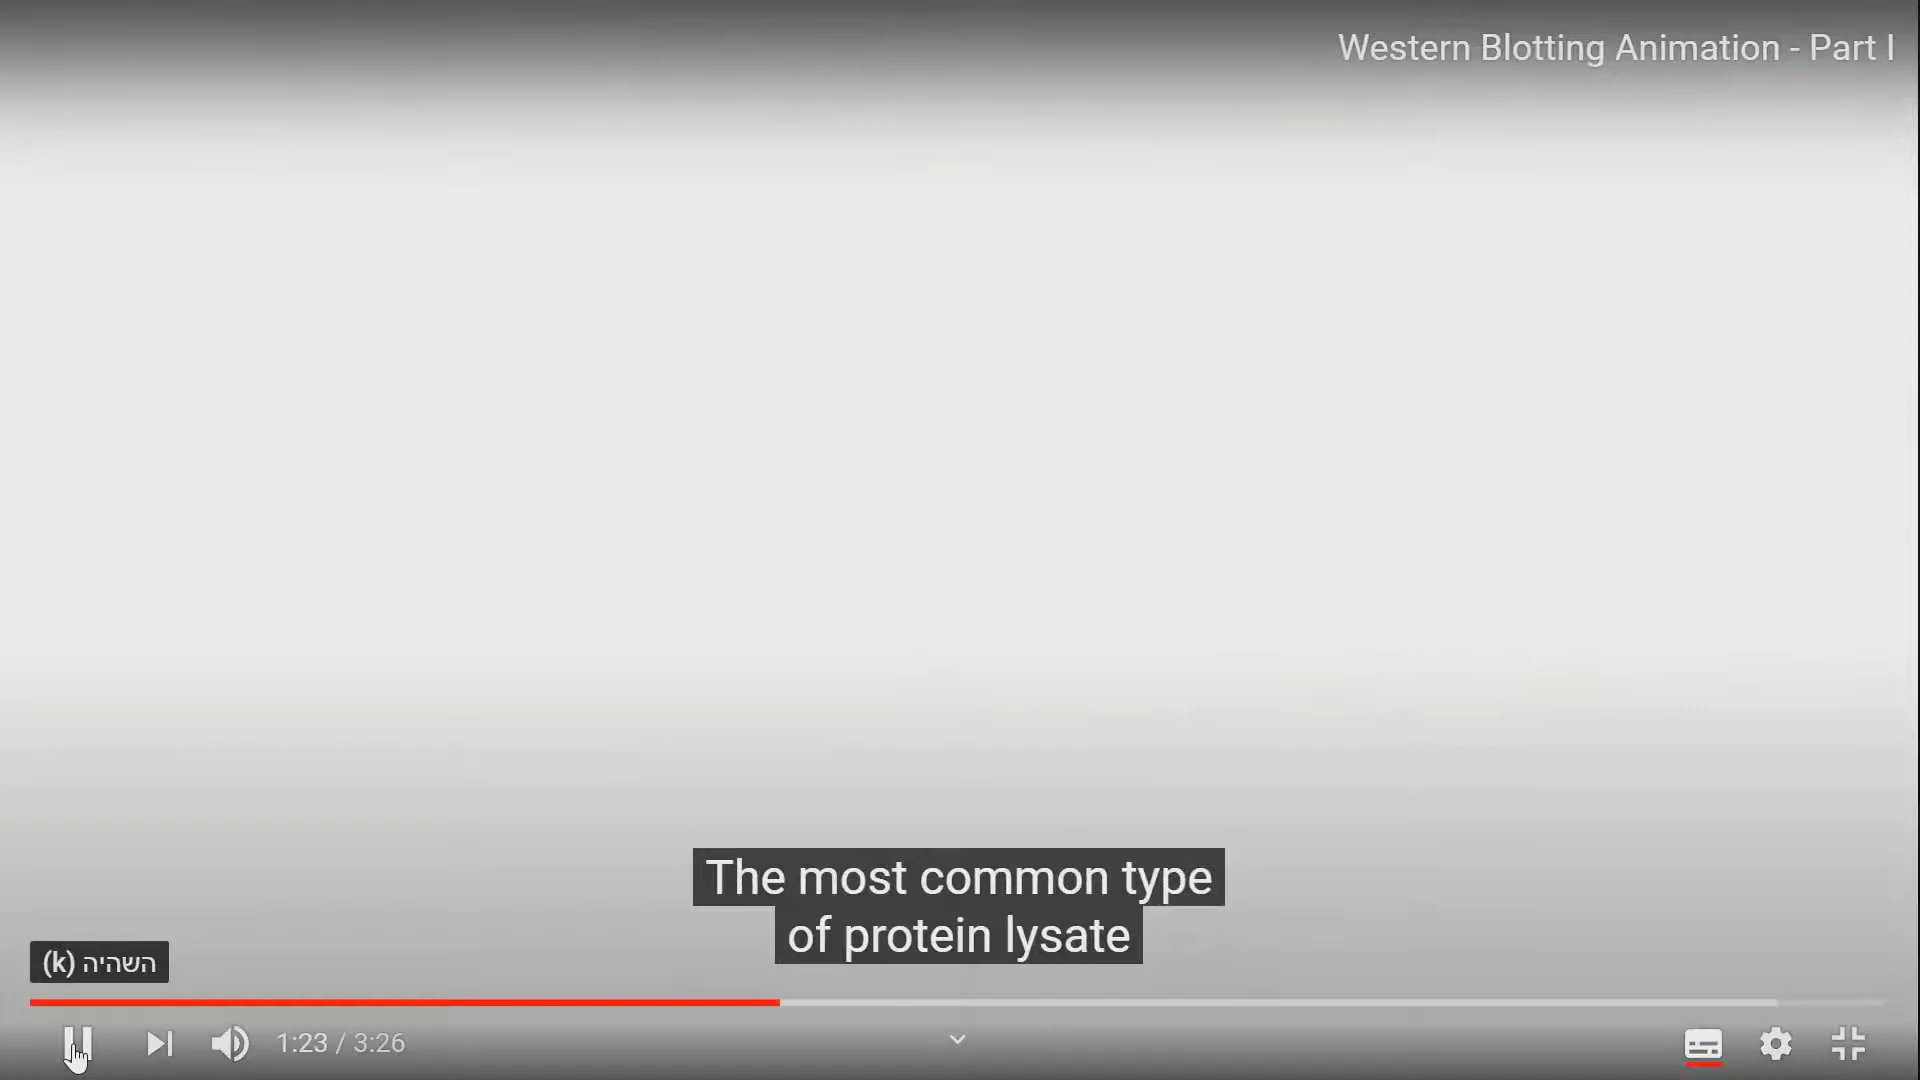 Western Blotting Animation - Part I
The most common type
of protein lysate
השהיה (k)
1:23 / 3:26